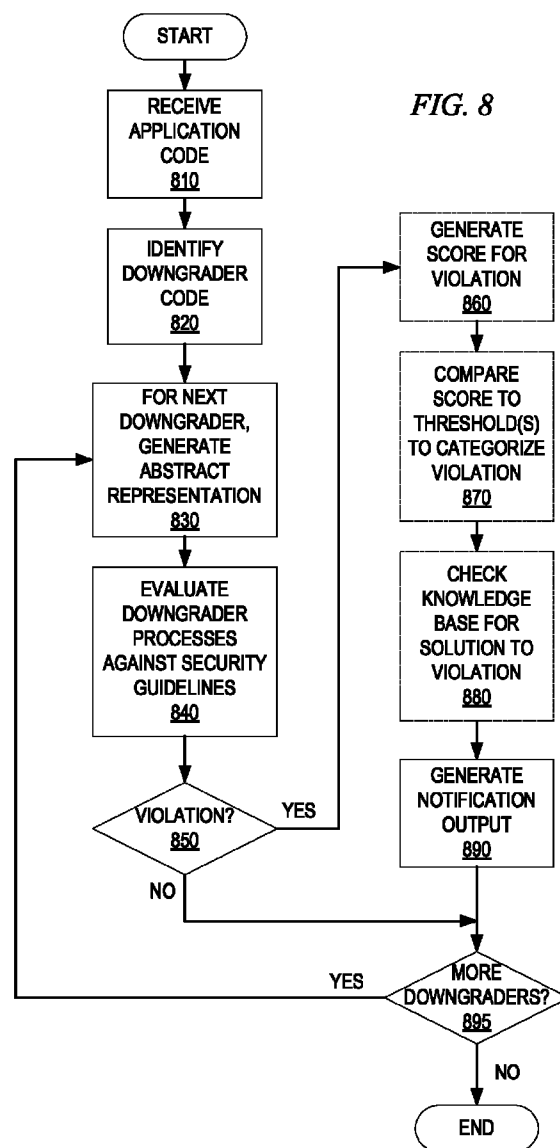 START
RECEIVE
APPLICATION
CODE
810
IDENTIFY
DOWNGRADER
CODE
820
FOR NEXT
DOWNGRADER,
GENERATE
ABSTRACT
REPRESENTATION
830
EVALUATE
DOWNGRADER
PROCESSES
AGAINST SECURITY
GUIDELINES
840
VIOLATION?
850
YES
NO
FIG. 8
GENERATE
SCORE FOR
VIOLATION
860
COMPARE
SCORE TO
THRESHOLD(S)
TO CATEGORIZE
VIOLATION
870
CHECK
KNOWLEDGE
BASE FOR
SOLUTION TO
VIOLATION
880
GENERATE
NOTIFICATION
OUTPUT
890
MORE
DOWNGRADERS?
895
YES
NO
END